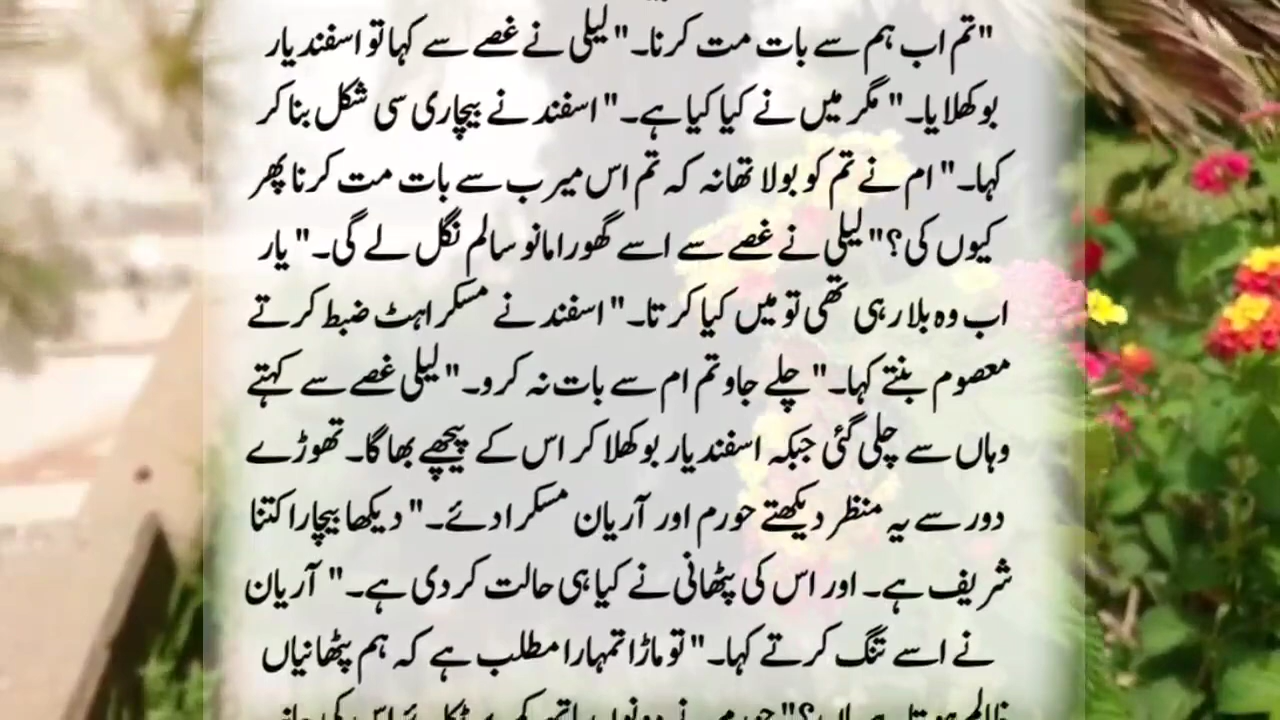 "تم اب ہم سے بات مت کرنا۔" لیلی نے غصے سے کہا تو اسفند یار
بوکھلایا۔" مگر میں نے کیا کیا ہے۔" اسفند نے بیچاری سی شکل بنا کر
کہا۔" ام نے تم کو بولا تھا نہ کہ تم اس میرب سے بات مت کرنا پھر
کیوں کی؟" لیلی نے غصے سے اسے گھورا مانو سالم نگل لے گی۔" یار
اب وہ بلا رہی تھی تو میں کیا کرتا۔" اسفند نے مسکراہٹ ضبط کرتے
معصوم بنتے کہا۔" چلے جاو تم ام سے بات نہ کرو۔" لیلی غصے سے کہتے
وہاں سے چلی گئی جبکہ اسفند یار بوکھلا کر اس کے پیچھے بھاگا۔ تھوڑے
دور سے یہ منظر دیکھتے حورم اور آریان مسکرا دئے۔" دیکھا بیچارا کتنا
شریف ہے۔ اور اس کی پٹھانی نے کیا ہی حالت کر دی ہے۔" آریان
نے اسے تنگ کرتے کہا۔" تو ماڑا تمہارا مطلب ہے کہ ہم پٹھانیاں